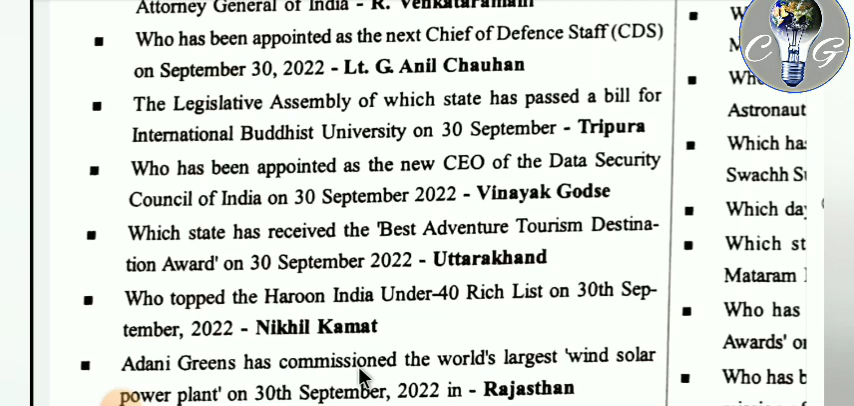 Attorney General of India - R. Venkataramani
Who has been appointed as the next Chief of Defence Staff (CDS)
on September 30, 2022 - Lt. G. Anil Chauhan
The Legislative Assembly of which state has passed a bill for
International Buddhist University on 30 September - Tripura
Who has been appointed as the new CEO of the Data Security
Council of India on 30 September 2022 - Vinayak Godse
Which state has received the 'Best Adventure Tourism Destina-
tion Award' on 30 September 2022 - Uttarakhand
Who topped the Haroon India Under-40 Rich List on 30th Sep-
tember, 2022 - Nikhil Kamat
Adani Greens has commissioned the world's largest 'wind solar
power plant' on 30th September, 2022 in - Rajasthan
Astronaut
Which ha
Swachh S
Which da
Which st
Mataram
Who has
Awards' o
Who has b
C G